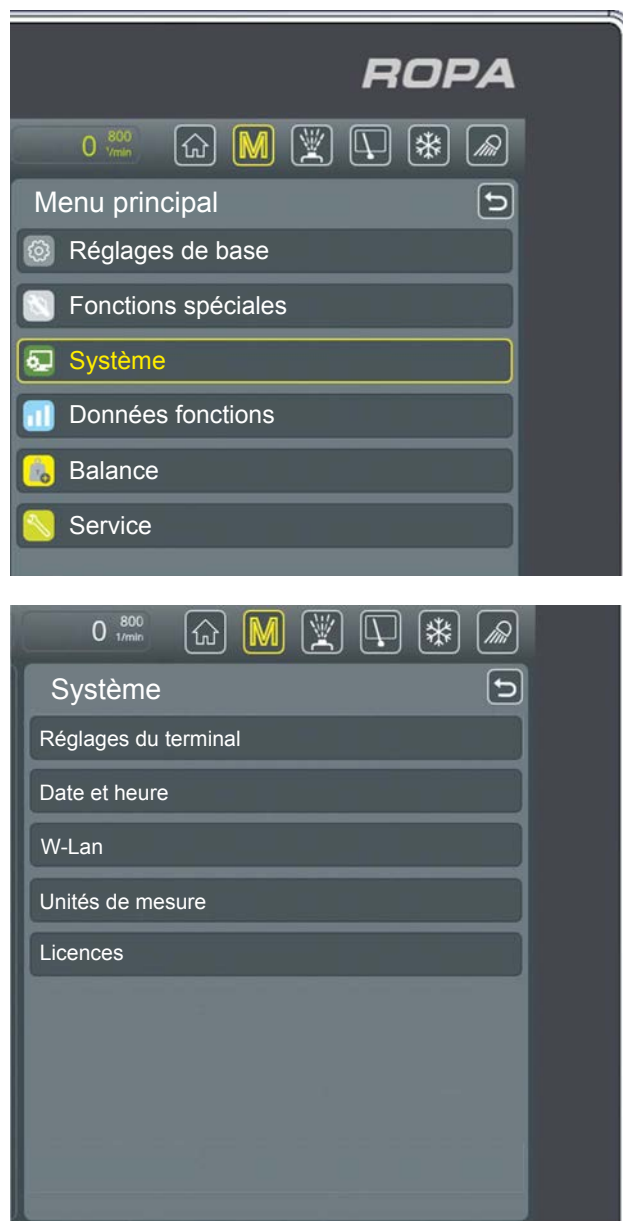 ROPA
0 800 1/min
M
Menu principal
Réglages de base
Fonctions spéciales
Système
Données fonctions
Balance
Service
0 800 1/min
M
Système
Réglages du terminal
Date et heure
W-Lan
Unités de mesure
Licences